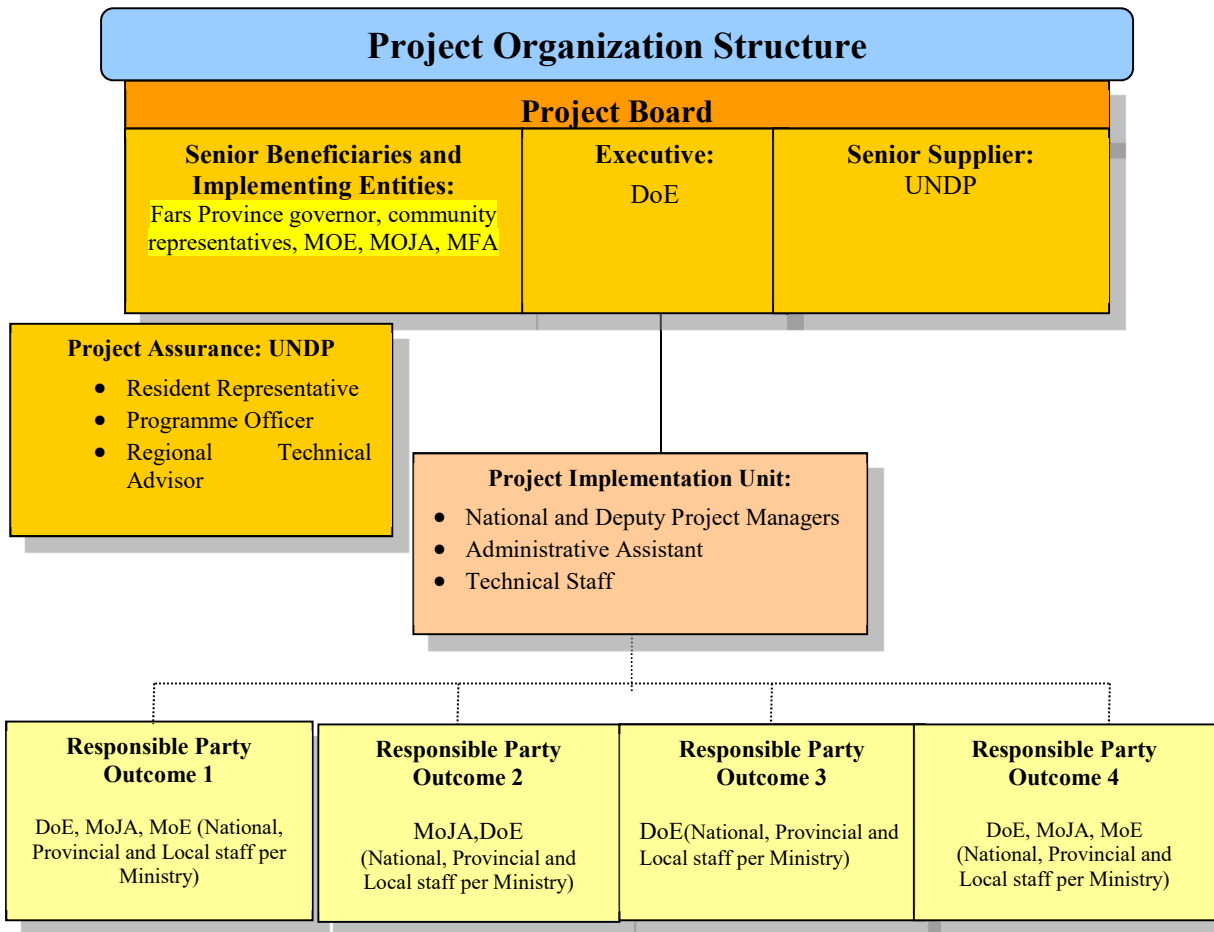 Project Organization Structure
Project Board
Senior Beneficiaries and
Implementing Entities:
Fars Province governor, community
representatives, MOE, MOJA, MFA
Executive:
DoE
Senior Supplier:
UNDP
Project Assurance: UNDP
• Resident Representative
• Programme Officer
• Regional Technical
Advisor
Project Implementation Unit:
• National and Deputy Project Managers
• Administrative Assistant
• Technical Staff
Responsible Party
Outcome 1
DoE, MoJA, MoE (National,
Provincial and Local staff per
Ministry)
Responsible Party
Outcome 2
MoJA,DoE
(National, Provincial and
Local staff per Ministry)
Responsible Party
Outcome 3
DoE(National, Provincial and
Local staff per Ministry)
Responsible Party
Outcome 4
DoE, MoJA, MoE
(National, Provincial and
Local staff per Ministry)